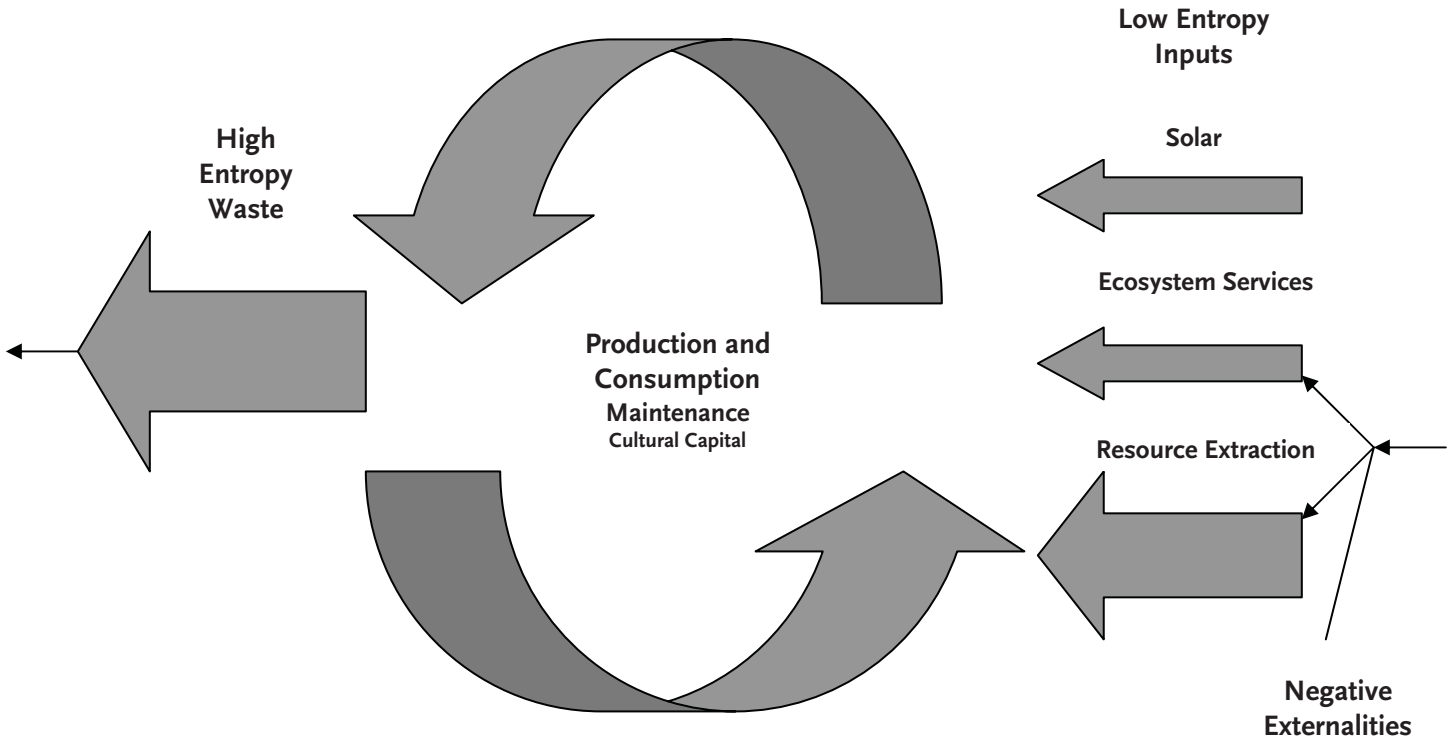 Low Entropy
Inputs
High
Entropy
Waste
Solar
Ecosystem Services
Production and
Consumption
Maintenance
Cultural Capital
Resource Extraction
Negative
Externalities